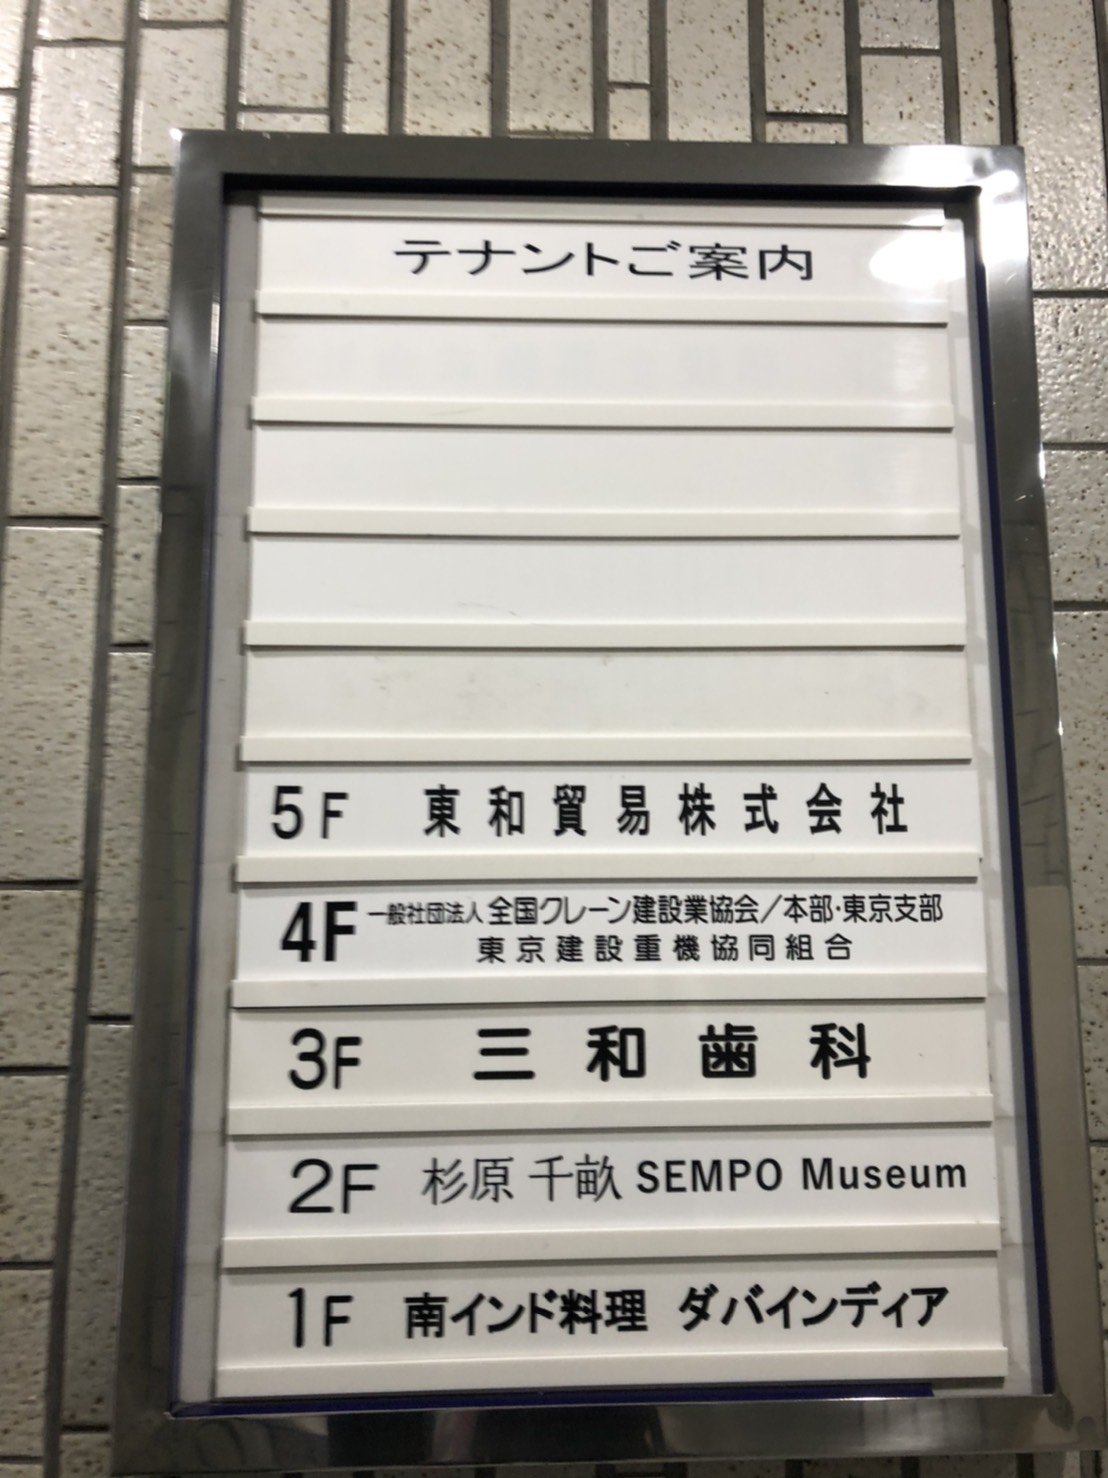 テナントご案内
5F 東和貿易株式会社
4F 一般社団法人 全国クレーン建設業協会/本部・東京支部
東京建設重機協同組合
3F 三和歯科
2F 杉原 千畝 SEMPO Museum
1F 南インド料理 ダバインディア